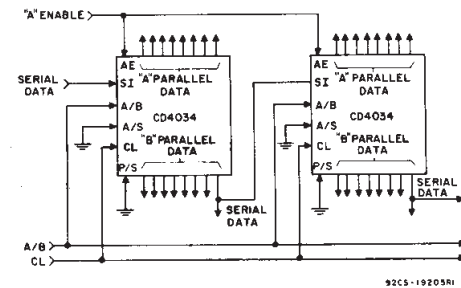 "A" ENABLE
AE
SERIAL DATA
SI
"A" PARALLEL DATA
A/B
CD4034
A/S
"B" PARALLEL DATA
CL
P/S
SERIAL DATA
AE
SI
"A" PARALLEL DATA
A/B
CD4034
A/S
"B" PARALLEL DATA
CL
P/S
SERIAL DATA
A/B
CL
92CS-19205R1